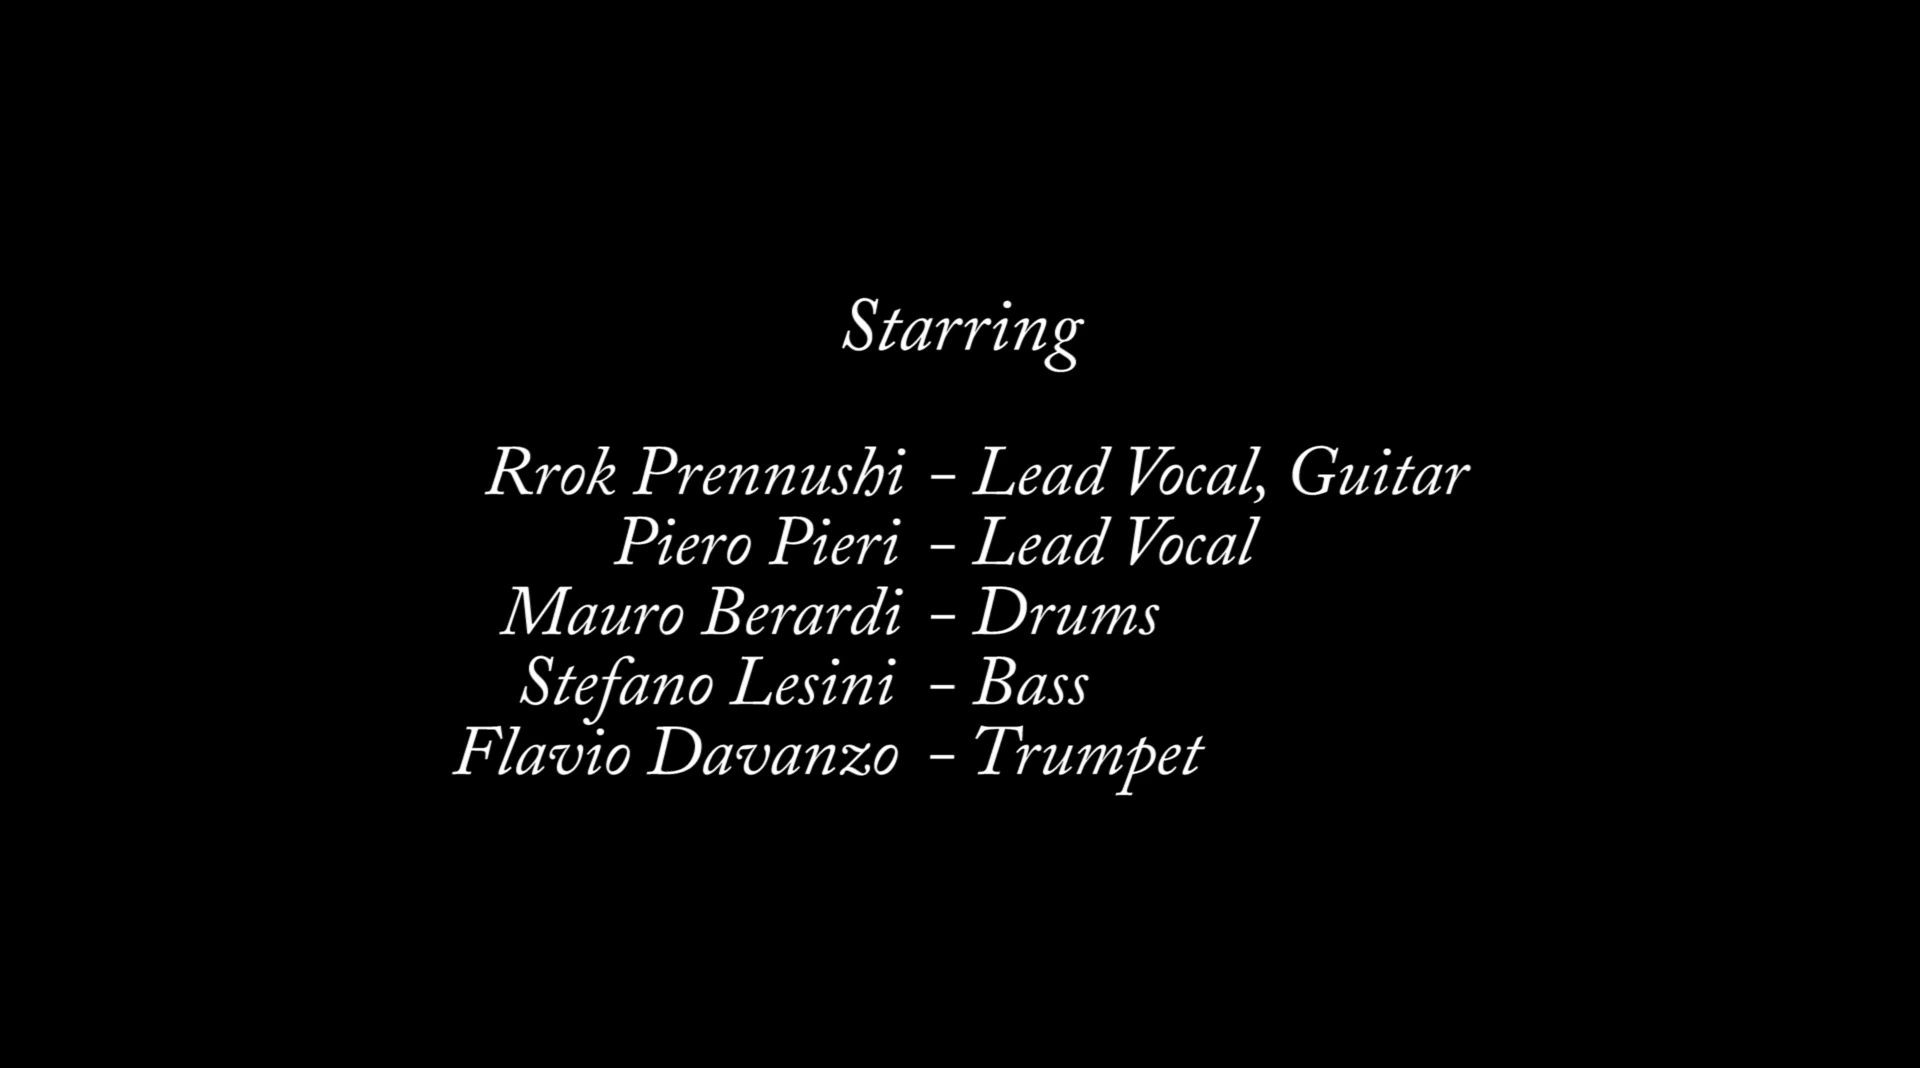 Starring
Rrok Prennushi – Lead Vocal, Guitar
Piero Pieri – Lead Vocal
Mauro Berardi – Drums
Stefano Lesini – Bass
Flavio Davanzo – Trumpet